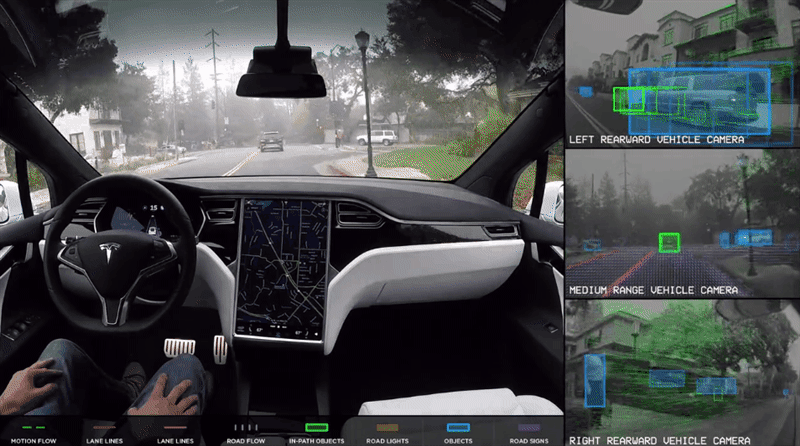 LEFT REARWARD VEHICLE CAMERA
MEDIUM RANGE VEHICLE CAMERA
RIGHT REARWARD VEHICLE CAMERA
MOTION FLOW
LANE LINES
LANE LINES
ROAD FLOW
IN-PATH OBJECTS
ROAD LIGHTS
OBJECTS
ROAD SIGNS